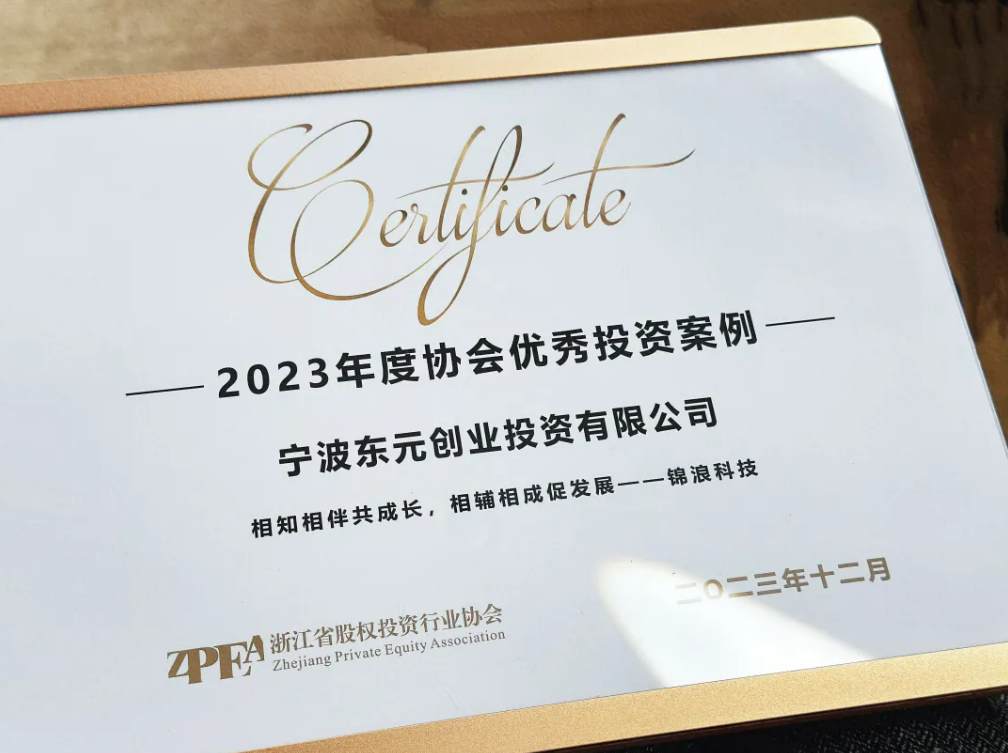 Certificate
2023年度协会优秀投资案例
宁波东元创业投资有限公司
相知相伴共成长，相辅相成促发展——锦浪科技
二〇二三年十二月
ZPEA 浙江省股权投资行业协会
Zhejiang Private Equity Association